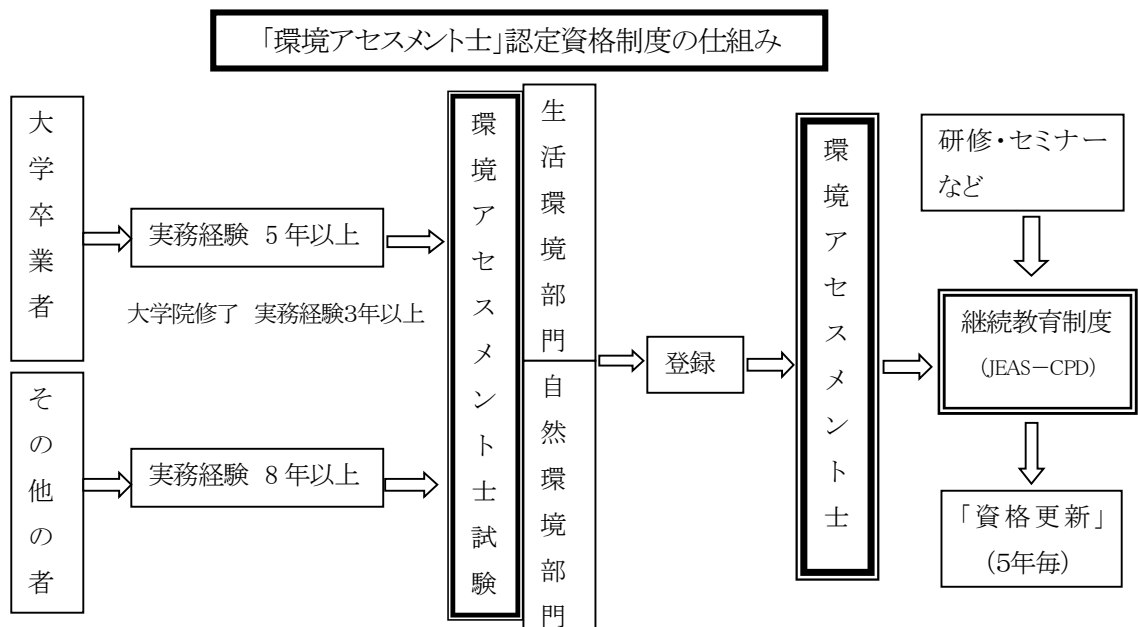 「環境アセスメント士」認定資格制度の仕組み
大学卒業者
実務経験 5年以上
大学院修了 実務経験3年以上
その他の者
実務経験 8年以上
環境アセスメント士試験
生活環境部門
自然環境部門
登録
環境アセスメント士
研修・セミナー
など
継続教育制度
(JEAS－CPD)
「資格更新」
(5年毎)